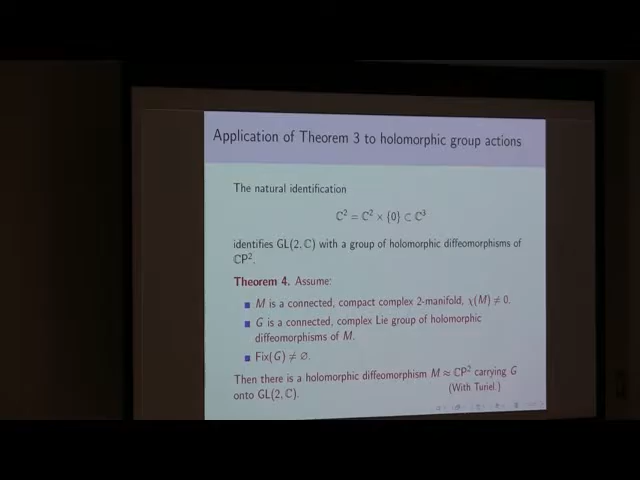 Application of Theorem 3 to holomorphic group actions
The natural identification
ℂ² = ℂ² × {0} ⊂ ℂ³
identifies GL(2, ℂ) with a group of holomorphic diffeomorphisms of
ℂP².
Theorem 4. Assume:
M is a connected, compact complex 2-manifold, χ(M) ≠ 0.
G is a connected, complex Lie group of holomorphic
diffeomorphisms of M.
Fix(G) ≠ ∅.
Then there is a holomorphic diffeomorphism M ≈ ℂP² carrying G
onto GL(2, ℂ). (With Turiel.)